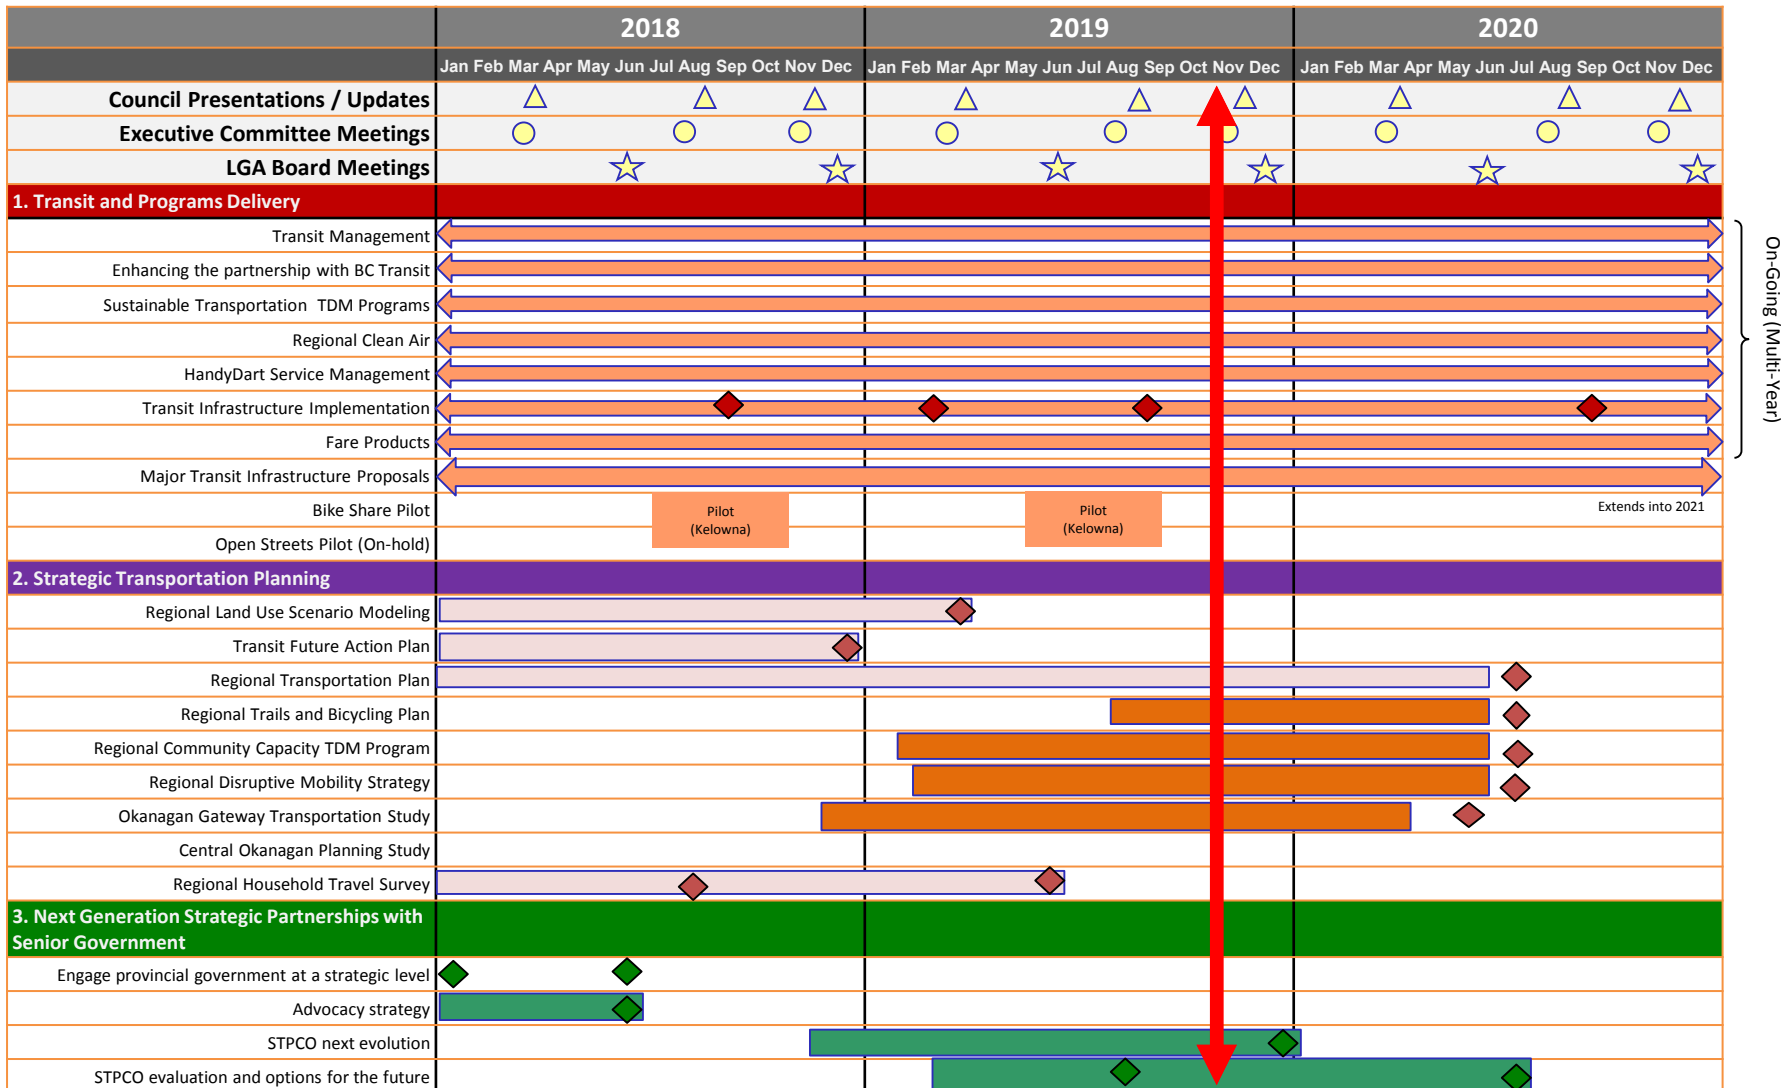 2018 2019 2020
Jan Feb Mar Apr May Jun Jul Aug Sep Oct Nov Dec Jan Feb Mar Apr May Jun Jul Aug Sep Oct Nov Dec Jan Feb Mar Apr May Jun Jul Aug Sep Oct Nov Dec
Council Presentations / Updates
Executive Committee Meetings
LGA Board Meetings
1. Transit and Programs Delivery
Transit Management
Enhancing the partnership with BC Transit
Sustainable Transportation TDM Programs
Regional Clean Air
HandyDart Service Management
Transit Infrastructure Implementation
Fare Products
On-Going (Multi-Year)
Major Transit Infrastructure Proposals
Bike Share Pilot
Pilot
(Kelowna)
Pilot
(Kelowna)
Extends into 2021
Open Streets Pilot (On-hold)
2. Strategic Transportation Planning
Regional Land Use Scenario Modeling
Transit Future Action Plan
Regional Transportation Plan
Regional Trails and Bicycling Plan
Regional Community Capacity TDM Program
Regional Disruptive Mobility Strategy
Okanagan Gateway Transportation Study
Central Okanagan Planning Study
Regional Household Travel Survey
3. Next Generation Strategic Partnerships with
Senior Government
Engage provincial government at a strategic level
Advocacy strategy
STPCO next evolution
STPCO evaluation and options for the future